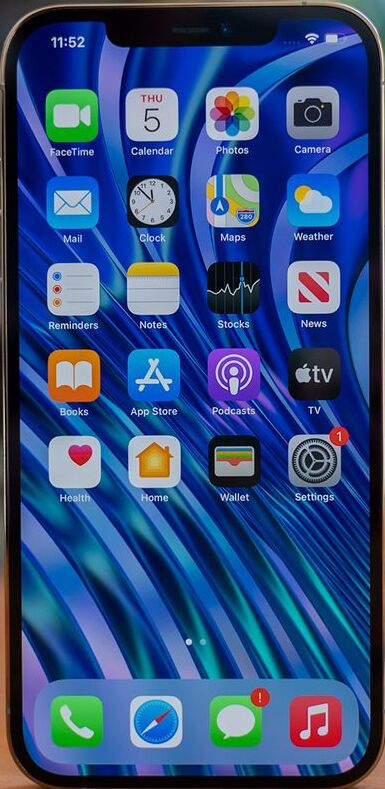 11:52
THU
5
FaceTime
Calendar
Photos
Camera
280
Mail
Clock
Maps
Weather
Reminders
Notes
Stocks
News
tv
Books
App Store
Podcasts
TV
1
Health
Home
Wallet
Settings
!